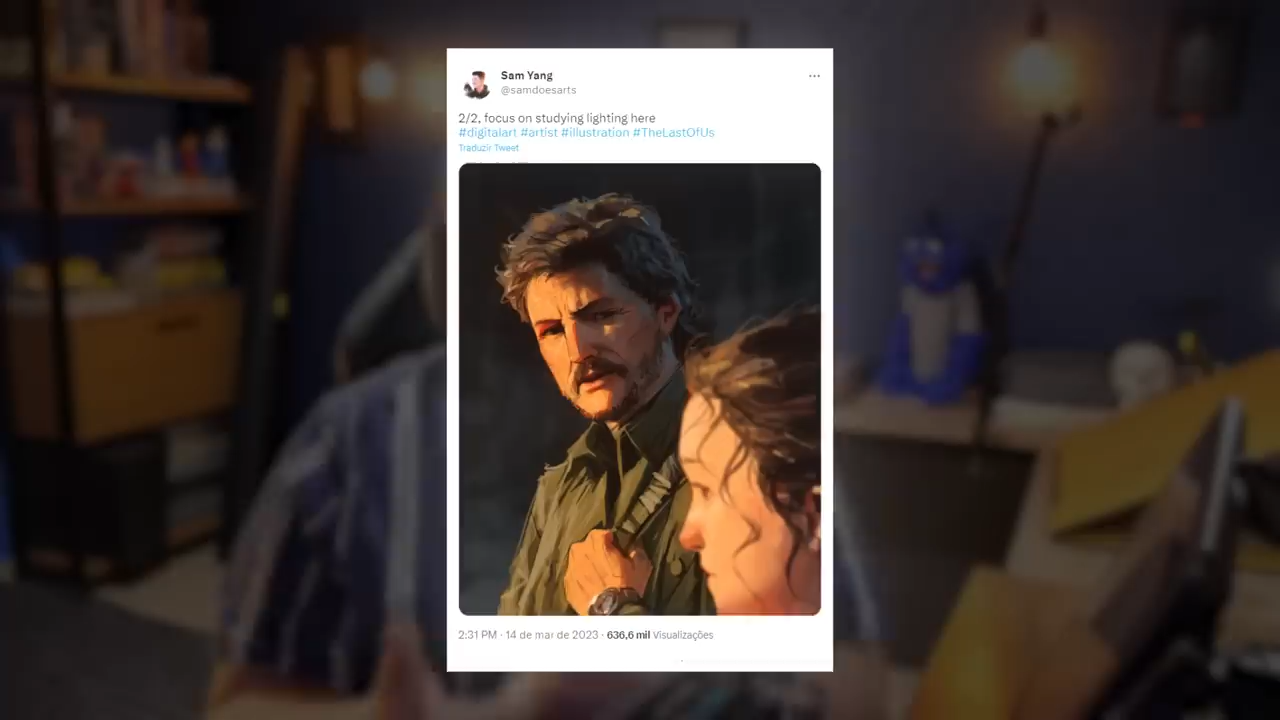 Sam Yang
@samdoesarts
2/2, focus on studying lighting here
#digitalart #artist #illustration #TheLastOfUs
Traduzir Tweet
2:31 PM · 14 de mar de 2023 · 636,6 mil Visualizações